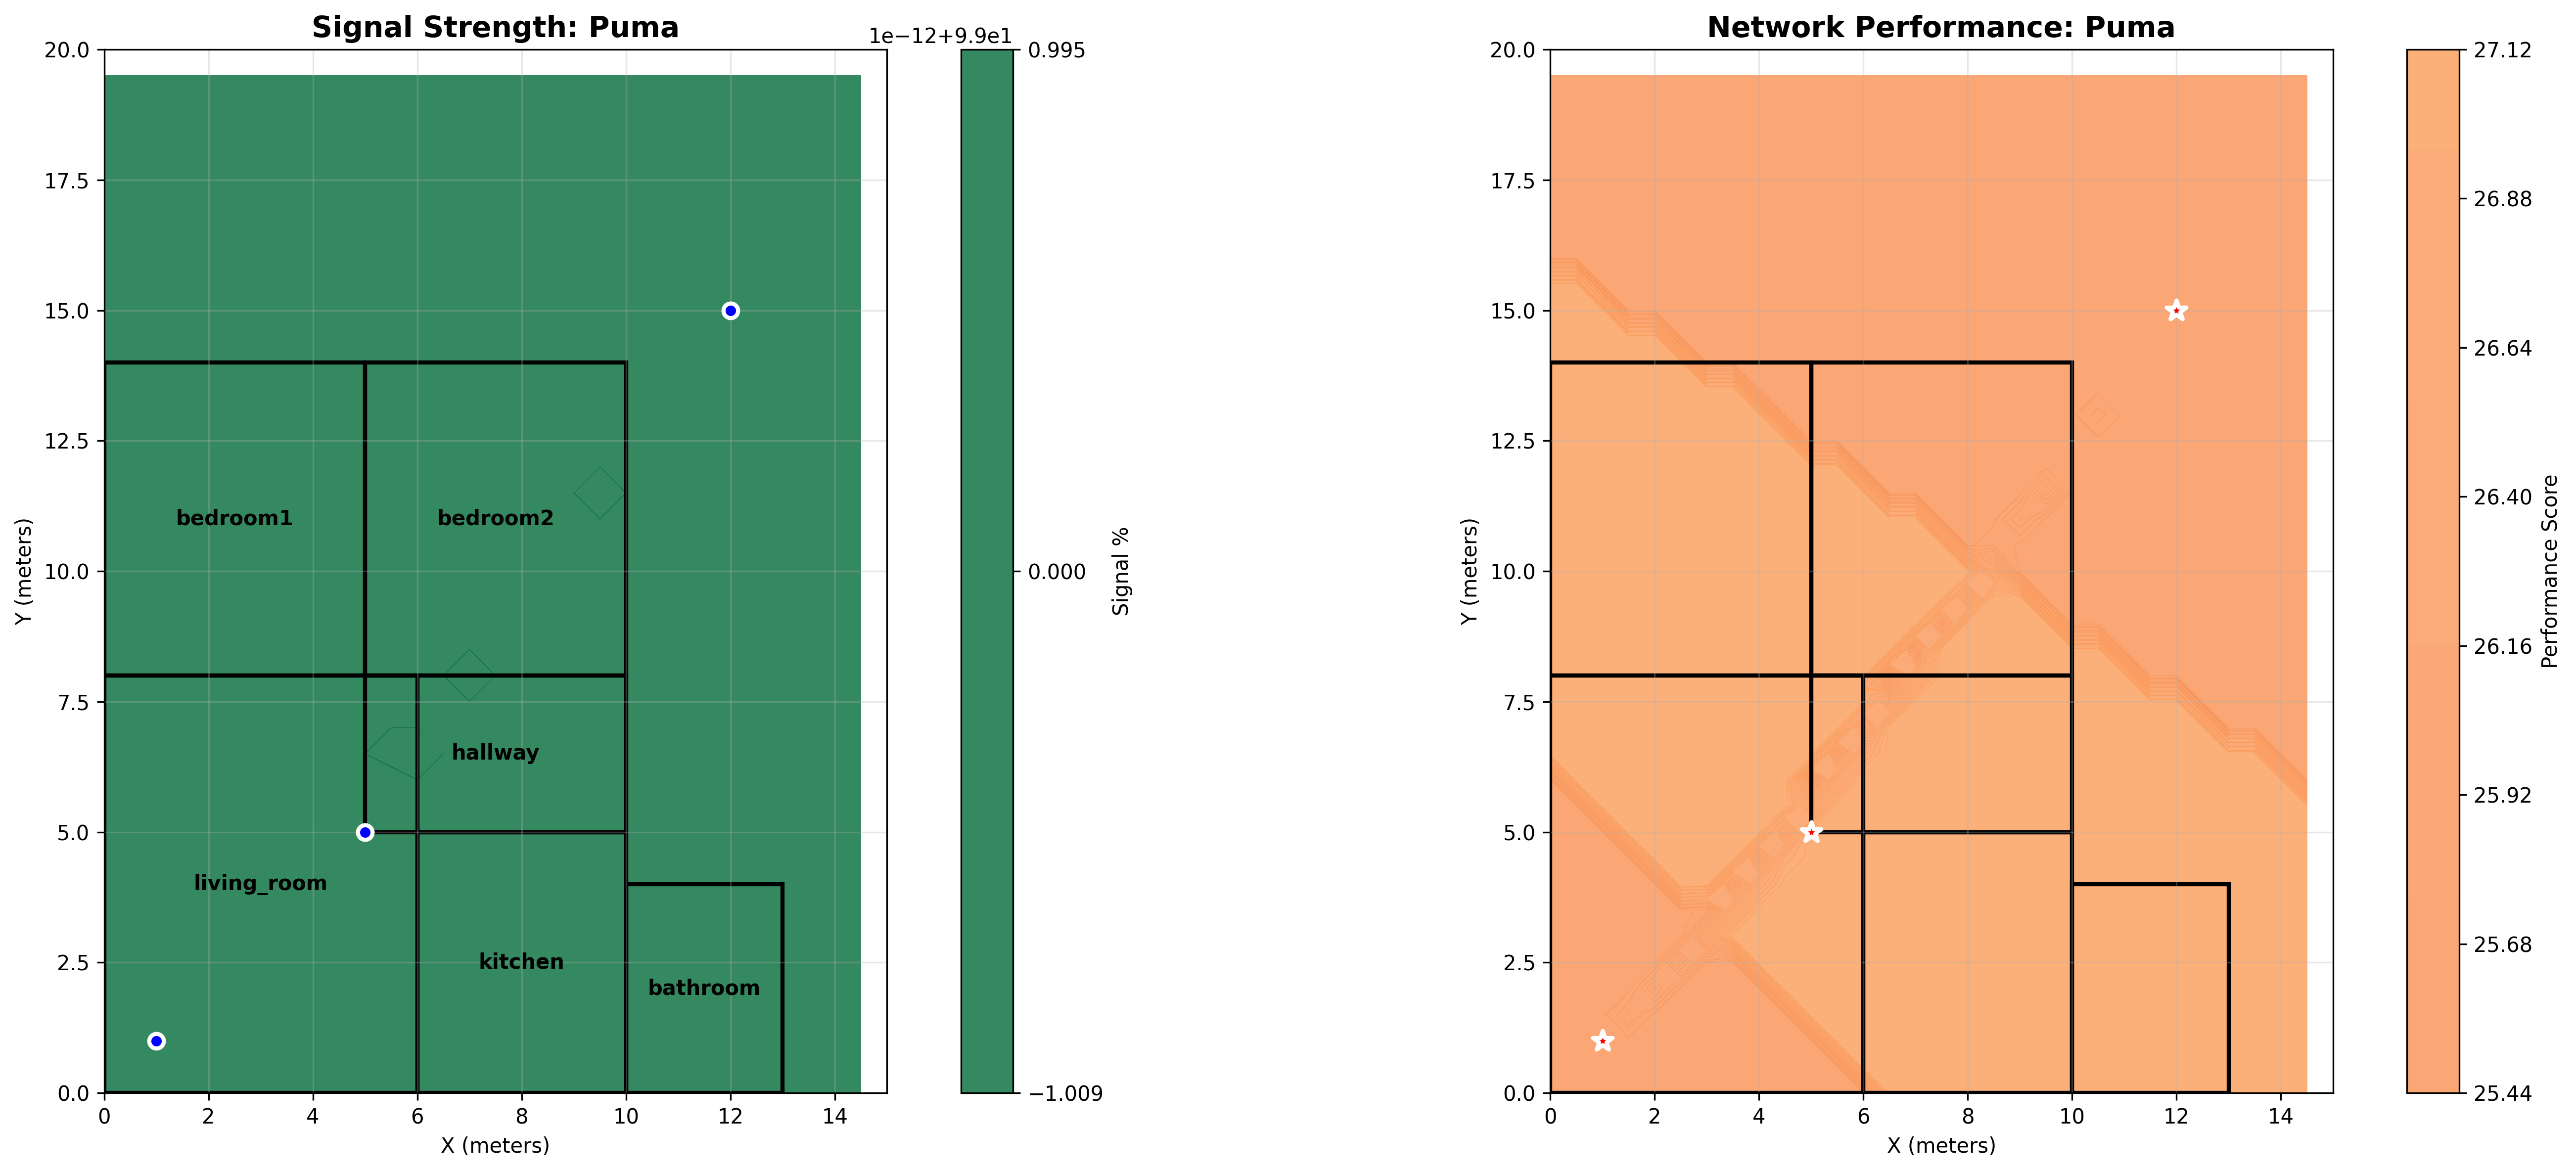 Signal Strength: Puma
1e−12+9.9e1
20.0
17.5
15.0
12.5
10.0
7.5
5.0
2.5
0.0
Y (meters)
bedroom1
bedroom2
hallway
living_room
kitchen
bathroom
0 2 4 6 8 10 12 14
X (meters)
0.995
0.000
−1.009
Signal %
Network Performance: Puma
20.0
17.5
15.0
12.5
10.0
7.5
5.0
2.5
0.0
Y (meters)
0 2 4 6 8 10 12 14
X (meters)
27.12
26.88
26.64
26.40
26.16
25.92
25.68
25.44
Performance Score